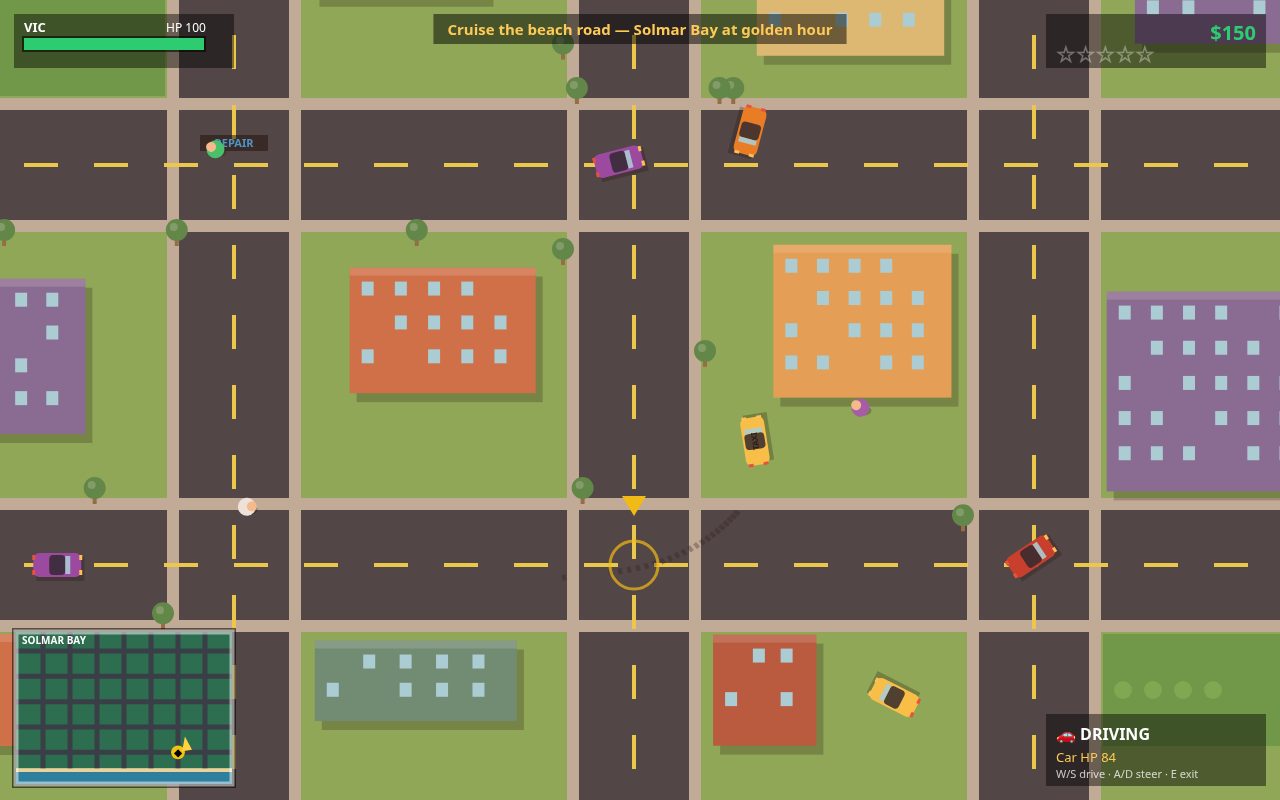 VIC
HP 100
Cruise the beach road — Solmar Bay at golden hour
$150
TAXI
SOLMAR BAY
DRIVING
Car HP 84
W/S drive · A/D steer · E exit